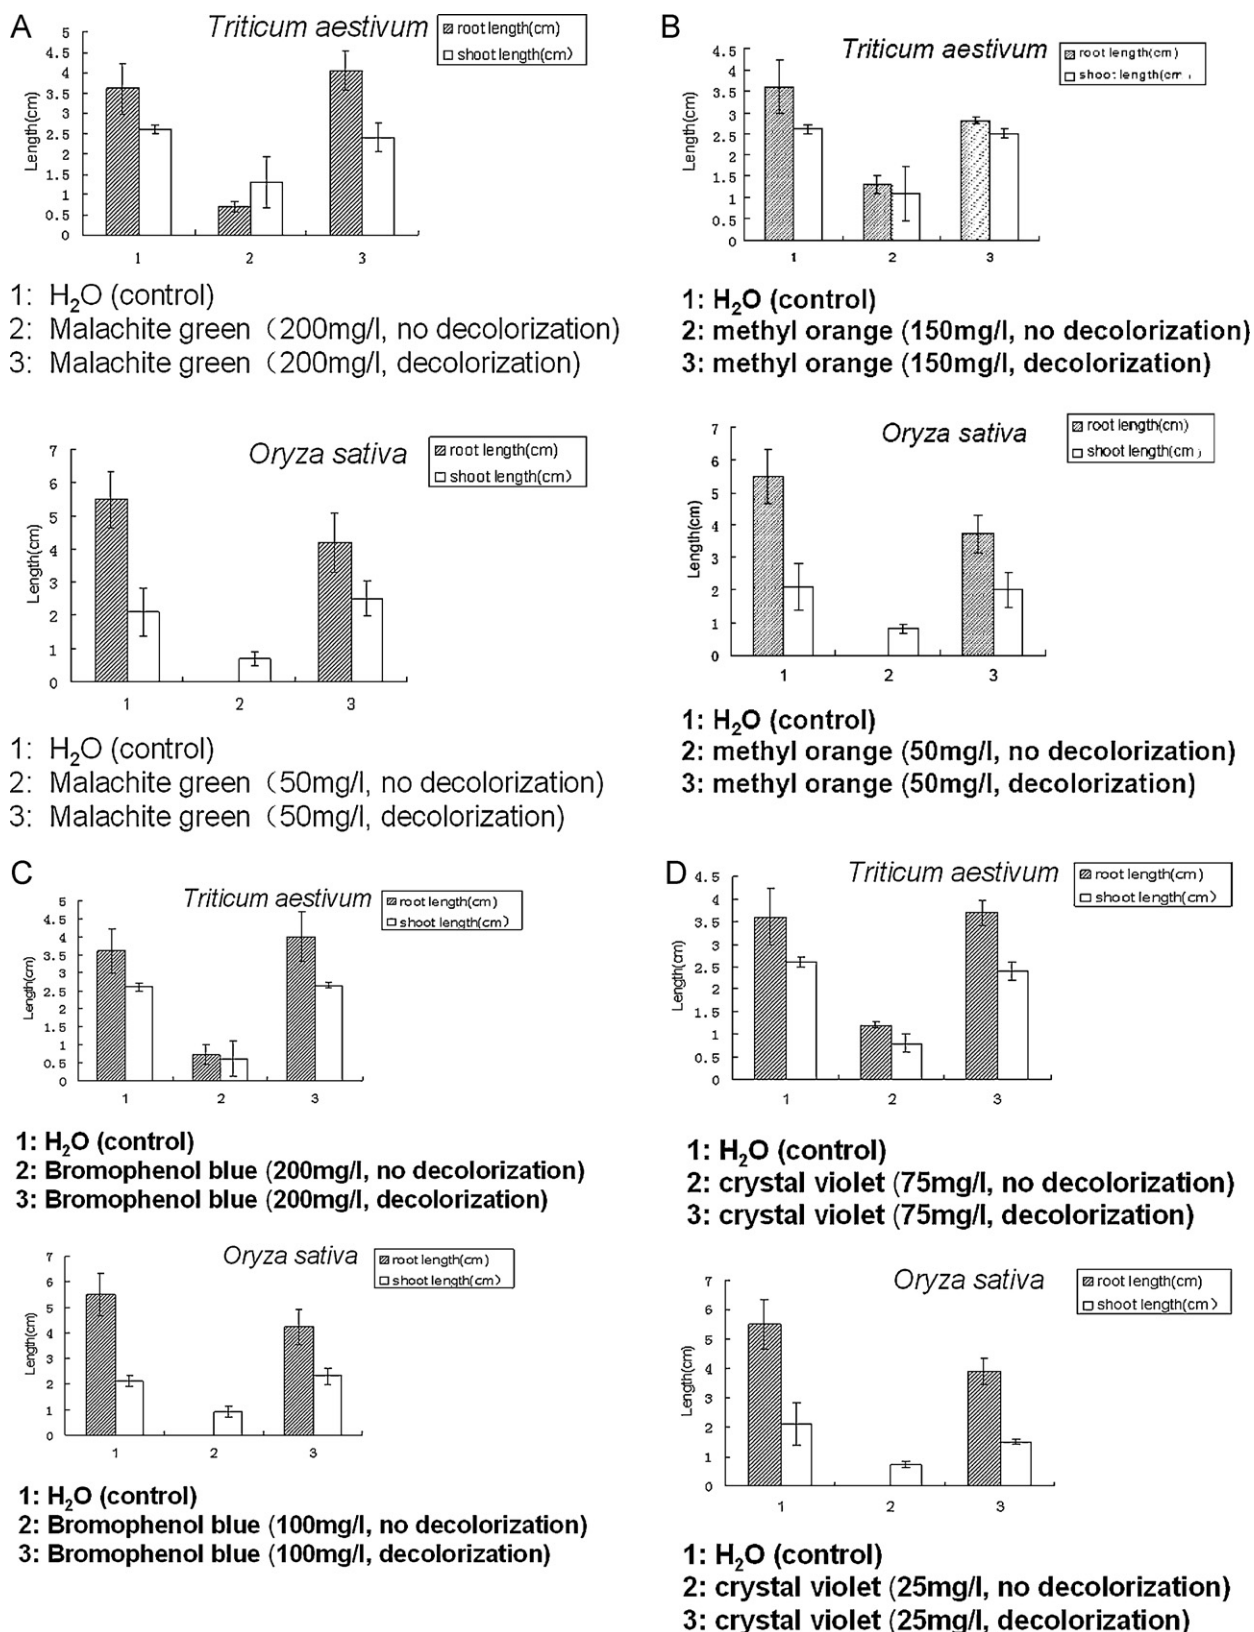 A
Triticum aestivum
root length(cm)
shoot length(cm)
Length(cm)
5
4.5
4
3.5
3
2.5
2
1.5
1
0.5
0
1 2 3
1: H₂O (control)
2: Malachite green (200mg/l, no decolorization)
3: Malachite green (200mg/l, decolorization)
Oryza sativa
root length(cm)
shoot length(cm)
Length(cm)
7
6
5
4
3
2
1
0
1 2 3
1: H₂O (control)
2: Malachite green (50mg/l, no decolorization)
3: Malachite green (50mg/l, decolorization)
B
Triticum aestivum
root length(cm)
shoot length(cm)
Length(cm)
4.5
4
3.5
3
2.5
2
1.5
1
0.5
0
1 2 3
1: H₂O (control)
2: methyl orange (150mg/l, no decolorization)
3: methyl orange (150mg/l, decolorization)
Oryza sativa
root length(cm)
shoot length(cm)
Length(cm)
7
6
5
4
3
2
1
0
1 2 3
1: H₂O (control)
2: methyl orange (50mg/l, no decolorization)
3: methyl orange (50mg/l, decolorization)
C
Triticum aestivum
root length(cm)
shoot length(cm)
Length(cm)
5
4.5
4
3.5
3
2.5
2
1.5
1
0.5
0
1 2 3
1: H₂O (control)
2: Bromophenol blue (200mg/l, no decolorization)
3: Bromophenol blue (200mg/l, decolorization)
Oryza sativa
root length(cm)
shoot length(cm)
Length(cm)
7
6
5
4
3
2
1
0
1 2 3
1: H₂O (control)
2: Bromophenol blue (100mg/l, no decolorization)
3: Bromophenol blue (100mg/l, decolorization)
D
Triticum aestivum
root length(cm)
shoot length(cm)
Length(cm)
4.5
4
3.5
3
2.5
2
1.5
1
0.5
0
1 2 3
1: H₂O (control)
2: crystal violet (75mg/l, no decolorization)
3: crystal violet (75mg/l, decolorization)
Oryza sativa
root length(cm)
shoot length(cm)
Length(cm)
7
6
5
4
3
2
1
0
1 2 3
1: H₂O (control)
2: crystal violet (25mg/l, no decolorization)
3: crystal violet (25mg/l, decolorization)